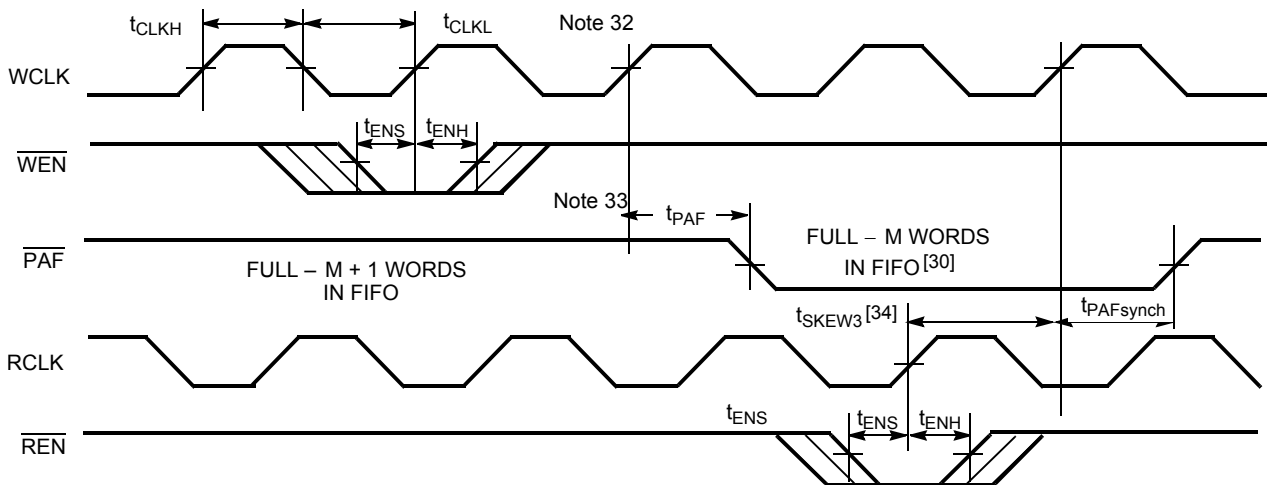 tCLKH
tCLKL
Note 32
WCLK
tENS
tENH
WEN
Note 33
tPAF
PAF
FULL – M + 1 WORDS
IN FIFO
FULL – M WORDS
IN FIFO[30]
tSKEW3[34]
tPAFsynch
RCLK
tENS
tENS
tENH
REN